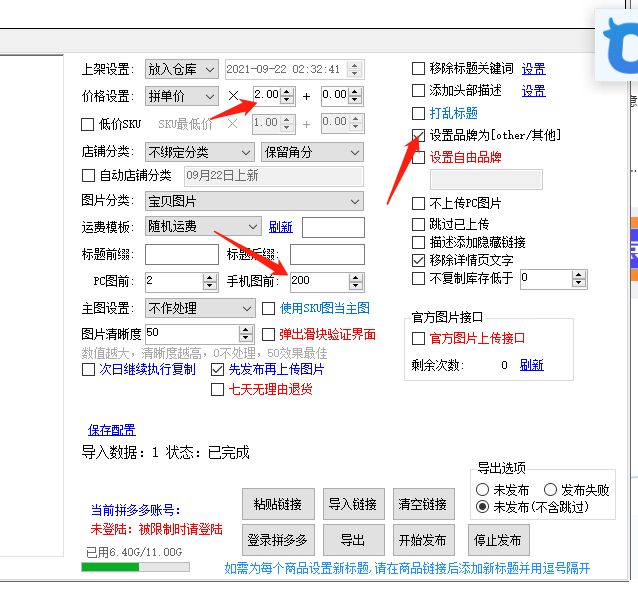 上架设置: 放入仓库 2021-09-22 02:32:41
价格设置: 拼单价 × 2.00 + 0.00
低价SKU SKU最低价 × 1.00 + 0.00
店铺分类: 不绑定分类 保留角分
自动店铺分类 09月22日上新
图片分类: 宝贝图片
运费模板: 随机运费 刷新
标题前缀: 标题后缀:
PC图前: 2 手机图前: 200
主图设置: 不作处理 使用SKU图当主图
图片清晰度 50 弹出滑块验证界面
数值越大，清晰度越高，0不处理，50效果最佳
次日继续执行复制 先发布再上传图片
七天无理由退货
保存配置
导入数据: 1 状态: 已完成
移除标题关键词 设置
添加头部描述 设置
打乱标题
设置品牌为[other/其他]
设置自由品牌
不上传PC图片
跳过已上传
描述添加隐藏链接
移除详情页文字
不复制库存低于 0
官方图片接口
官方图片上传接口
剩余次数: 0 刷新
当前拼多多账号:
未登陆: 被限制时请登陆
已用6.40G/11.00G
粘贴链接 导入链接 清空链接
登录拼多多 导出 开始发布 停止发布
导出选项
未发布 发布失败
未发布(不含跳过)
如需为每个商品设置新标题,请在商品链接后添加新标题并用逗号隔开